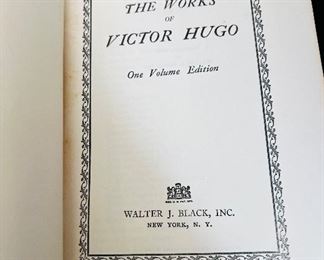 THE WORKS
OF
VICTOR HUGO
One Volume Edition
WALTER J. BLACK, INC.
NEW YORK, N. Y.